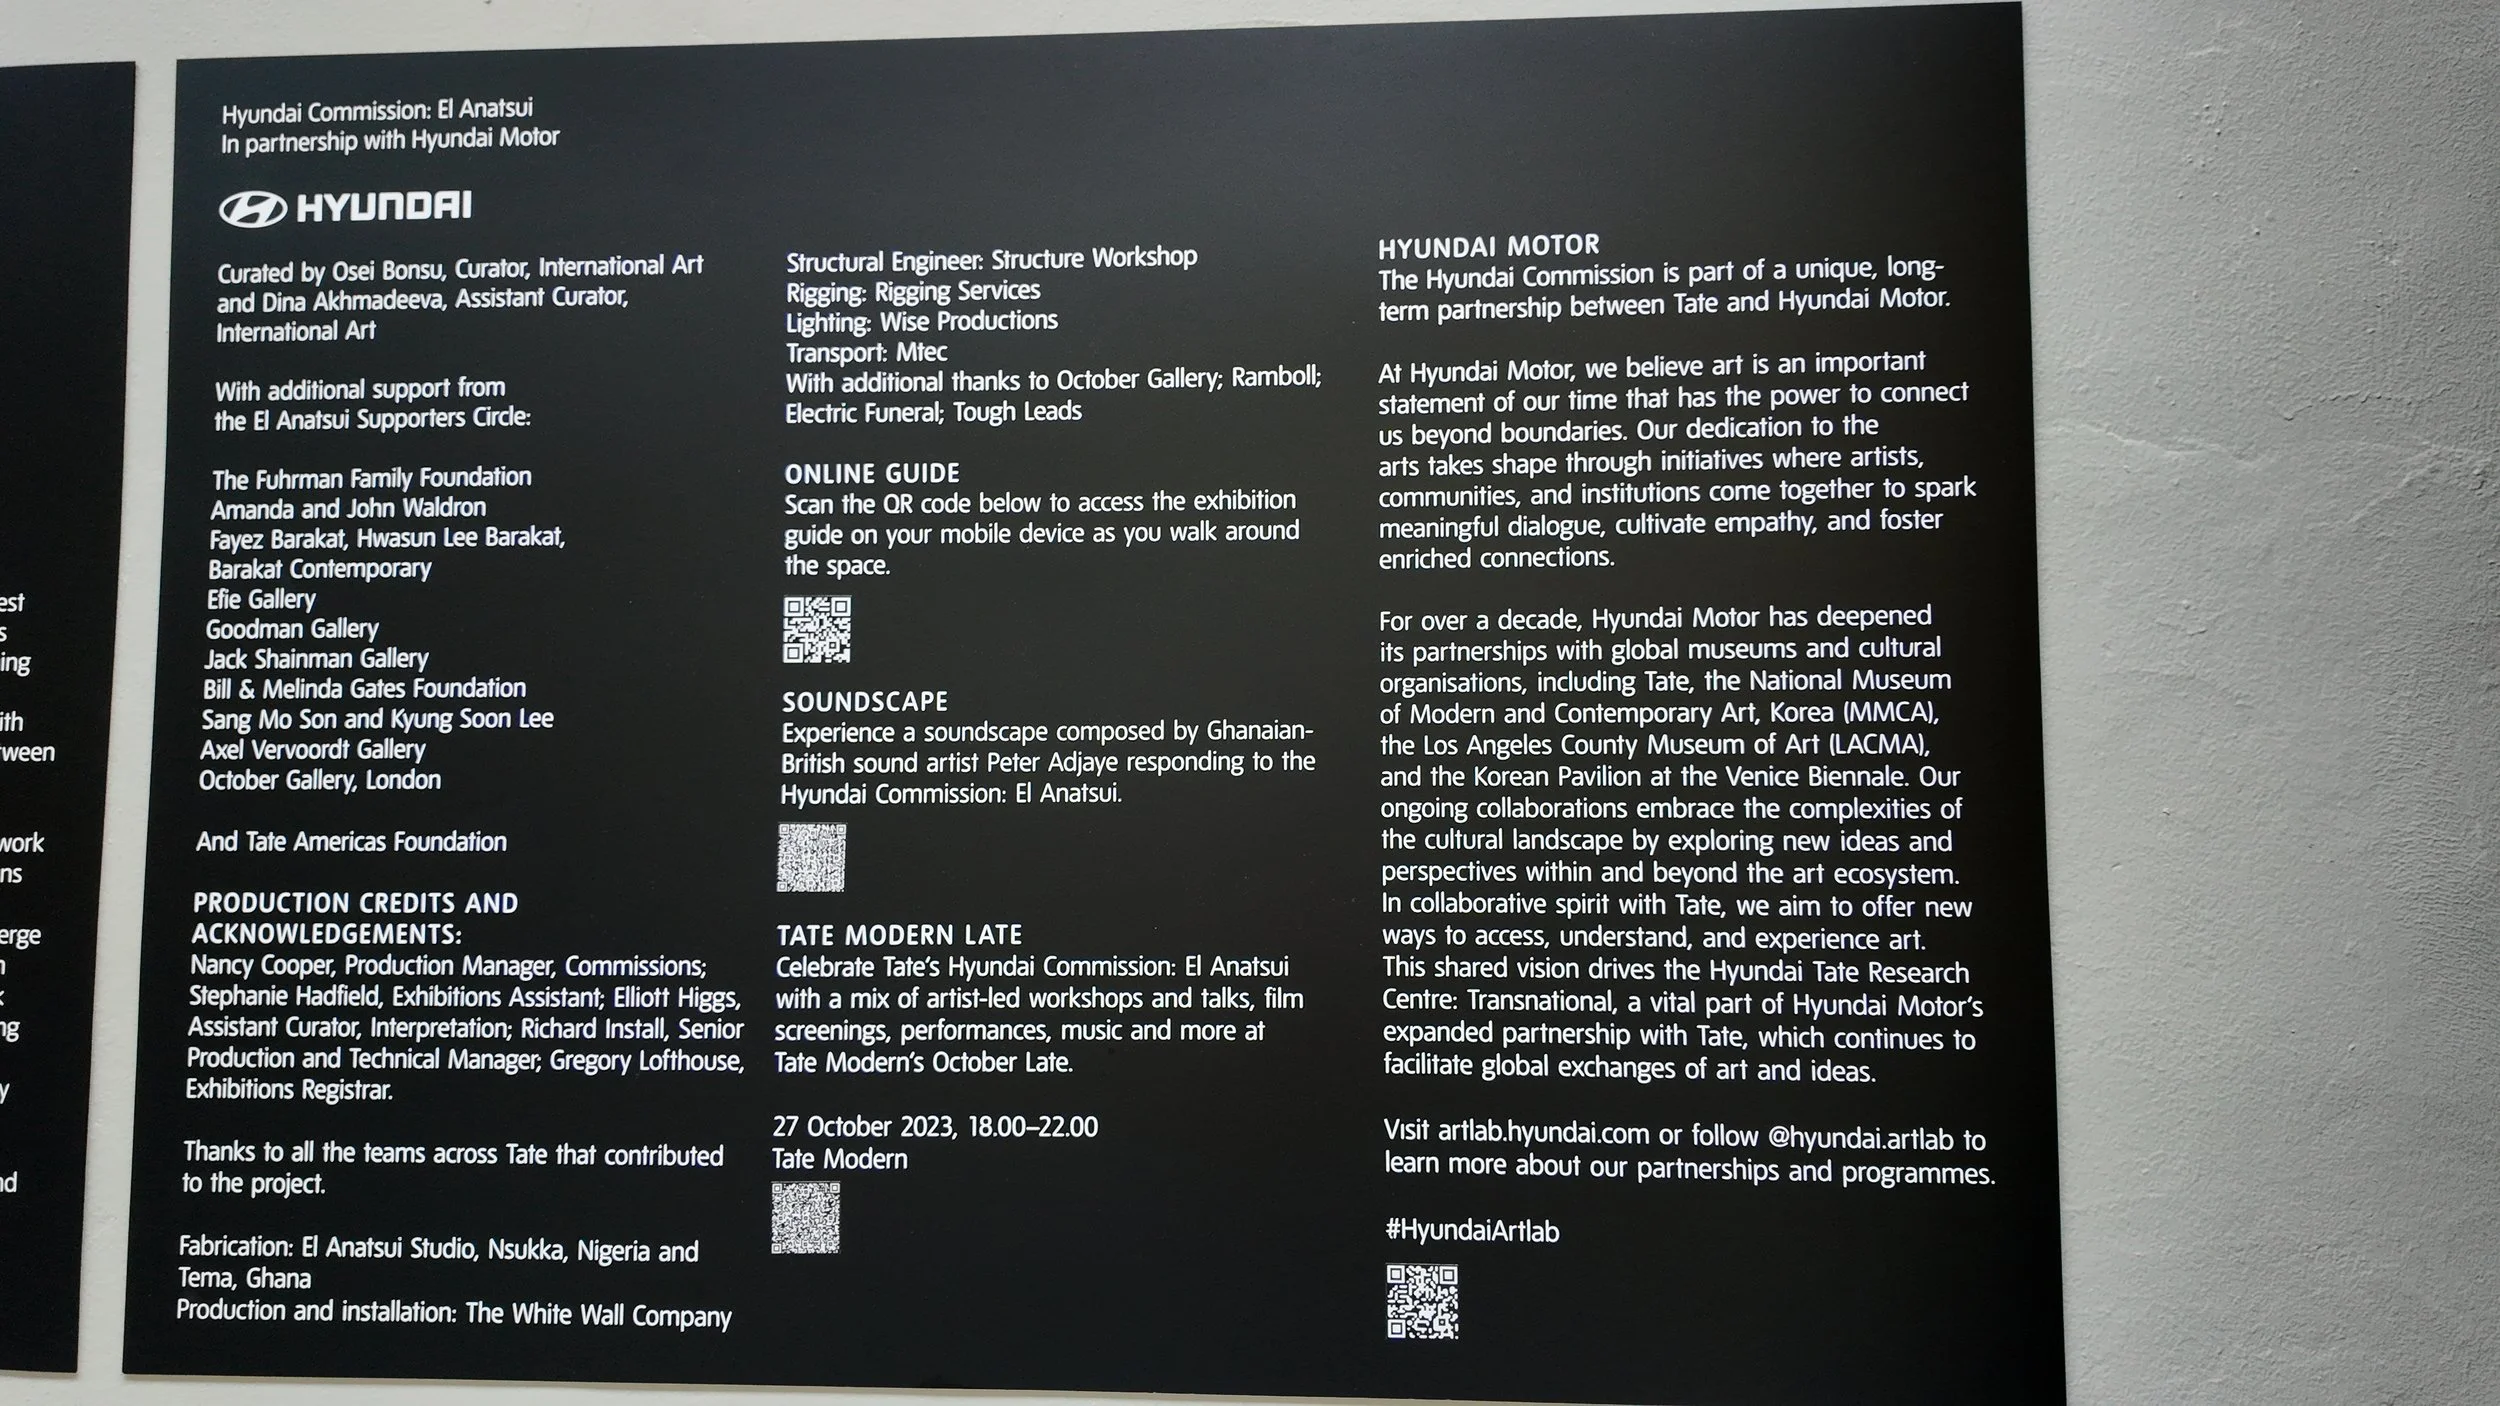 est
s
ing
ith
ween
work
ns
erge
n
k
ng
y
nd
Hyundai Commission: El Anatsui
In partnership with Hyundai Motor
HYUNDAI
Curated by Osei Bonsu, Curator, International Art
and Dina Akhmadeeva, Assistant Curator,
International Art
With additional support from
the El Anatsui Supporters Circle:
The Fuhrman Family Foundation
Amanda and John Waldron
Fayez Barakat, Hwasun Lee Barakat,
Barakat Contemporary
Efie Gallery
Goodman Gallery
Jack Shainman Gallery
Bill & Melinda Gates Foundation
Sang Mo Son and Kyung Soon Lee
Axel Vervoordt Gallery
October Gallery, London
And Tate Americas Foundation
PRODUCTION CREDITS AND
ACKNOWLEDGEMENTS:
Nancy Cooper, Production Manager, Commissions;
Stephanie Hadfield, Exhibitions Assistant; Elliott Higgs,
Assistant Curator, Interpretation; Richard Install, Senior
Production and Technical Manager; Gregory Lofthouse,
Exhibitions Registrar.
Thanks to all the teams across Tate that contributed
to the project.
Fabrication: El Anatsui Studio, Nsukka, Nigeria and
Tema, Ghana
Production and installation: The White Wall Company
Structural Engineer: Structure Workshop
Rigging: Rigging Services
Lighting: Wise Productions
Transport: Mtec
With additional thanks to October Gallery; Ramboll;
Electric Funeral; Tough Leads
ONLINE GUIDE
Scan the QR code below to access the exhibition
guide on your mobile device as you walk around
the space.
SOUNDSCAPE
Experience a soundscape composed by Ghanaian-
British sound artist Peter Adjaye responding to the
Hyundai Commission: El Anatsui.
TATE MODERN LATE
Celebrate Tate's Hyundai Commission: El Anatsui
with a mix of artist-led workshops and talks, film
screenings, performances, music and more at
Tate Modern's October Late.
27 October 2023, 18.00–22.00
Tate Modern
HYUNDAI MOTOR
The Hyundai Commission is part of a unique, long-
term partnership between Tate and Hyundai Motor.
At Hyundai Motor, we believe art is an important
statement of our time that has the power to connect
us beyond boundaries. Our dedication to the
arts takes shape through initiatives where artists,
communities, and institutions come together to spark
meaningful dialogue, cultivate empathy, and foster
enriched connections.
For over a decade, Hyundai Motor has deepened
its partnerships with global museums and cultural
organisations, including Tate, the National Museum
of Modern and Contemporary Art, Korea (MMCA),
the Los Angeles County Museum of Art (LACMA),
and the Korean Pavilion at the Venice Biennale. Our
ongoing collaborations embrace the complexities of
the cultural landscape by exploring new ideas and
perspectives within and beyond the art ecosystem.
In collaborative spirit with Tate, we aim to offer new
ways to access, understand, and experience art.
This shared vision drives the Hyundai Tate Research
Centre: Transnational, a vital part of Hyundai Motor's
expanded partnership with Tate, which continues to
facilitate global exchanges of art and ideas.
Visit artlab.hyundai.com or follow @hyundai.artlab to
learn more about our partnerships and programmes.
#HyundaiArtlab